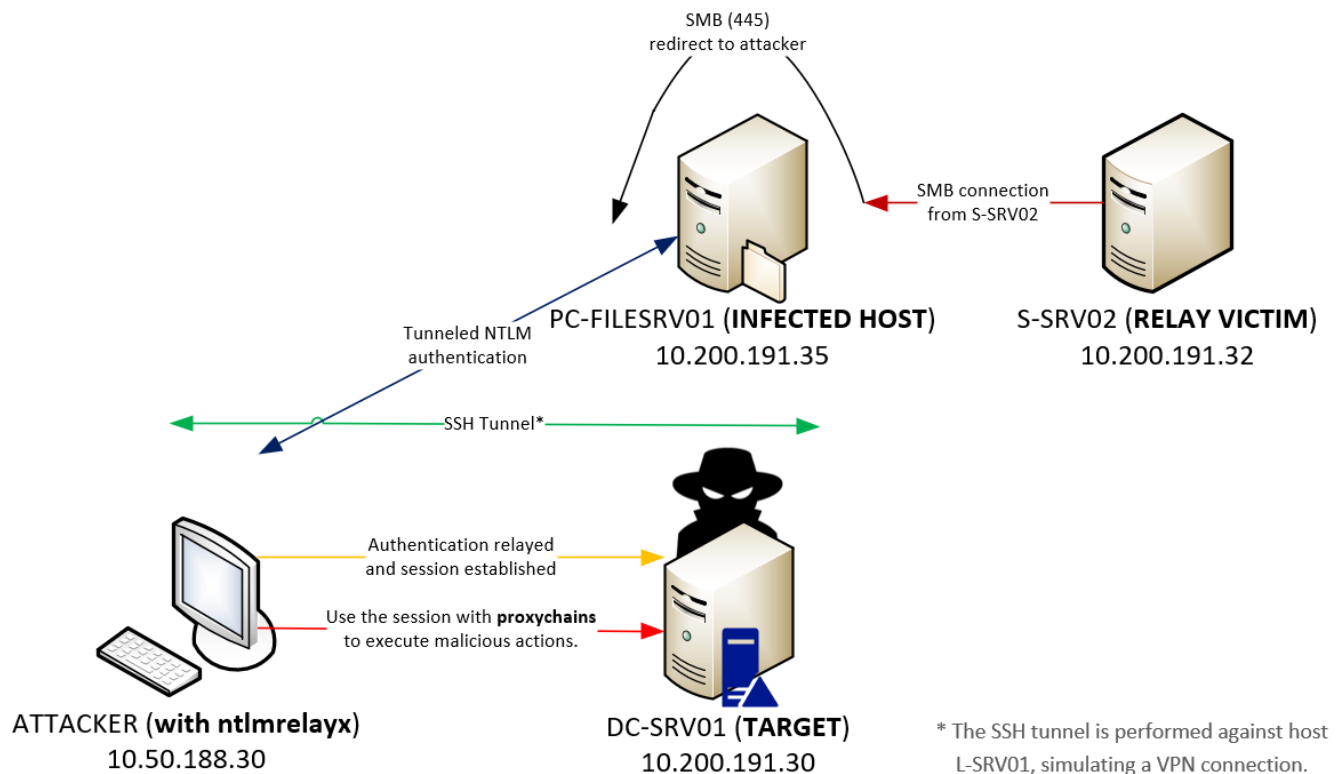 SMB (445)
redirect to attacker
SMB connection
from S-SRV02
PC-FILESRV01 (INFECTED HOST)
10.200.191.35
S-SRV02 (RELAY VICTIM)
10.200.191.32
Tunneled NTLM
authentication
SSH Tunnel*
Authentication relayed
and session established
Use the session with proxychains
to execute malicious actions.
ATTACKER (with ntlmrelayx)
10.50.188.30
DC-SRV01 (TARGET)
10.200.191.30
* The SSH tunnel is performed against host
L-SRV01, simulating a VPN connection.